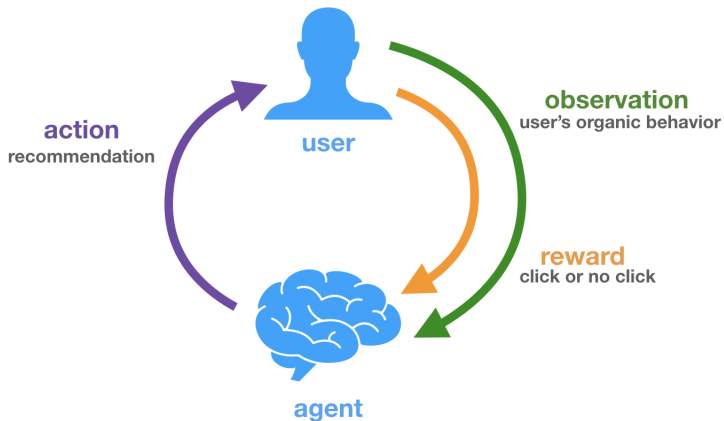 user
action
recommendation
observation
user's organic behavior
reward
click or no click
agent